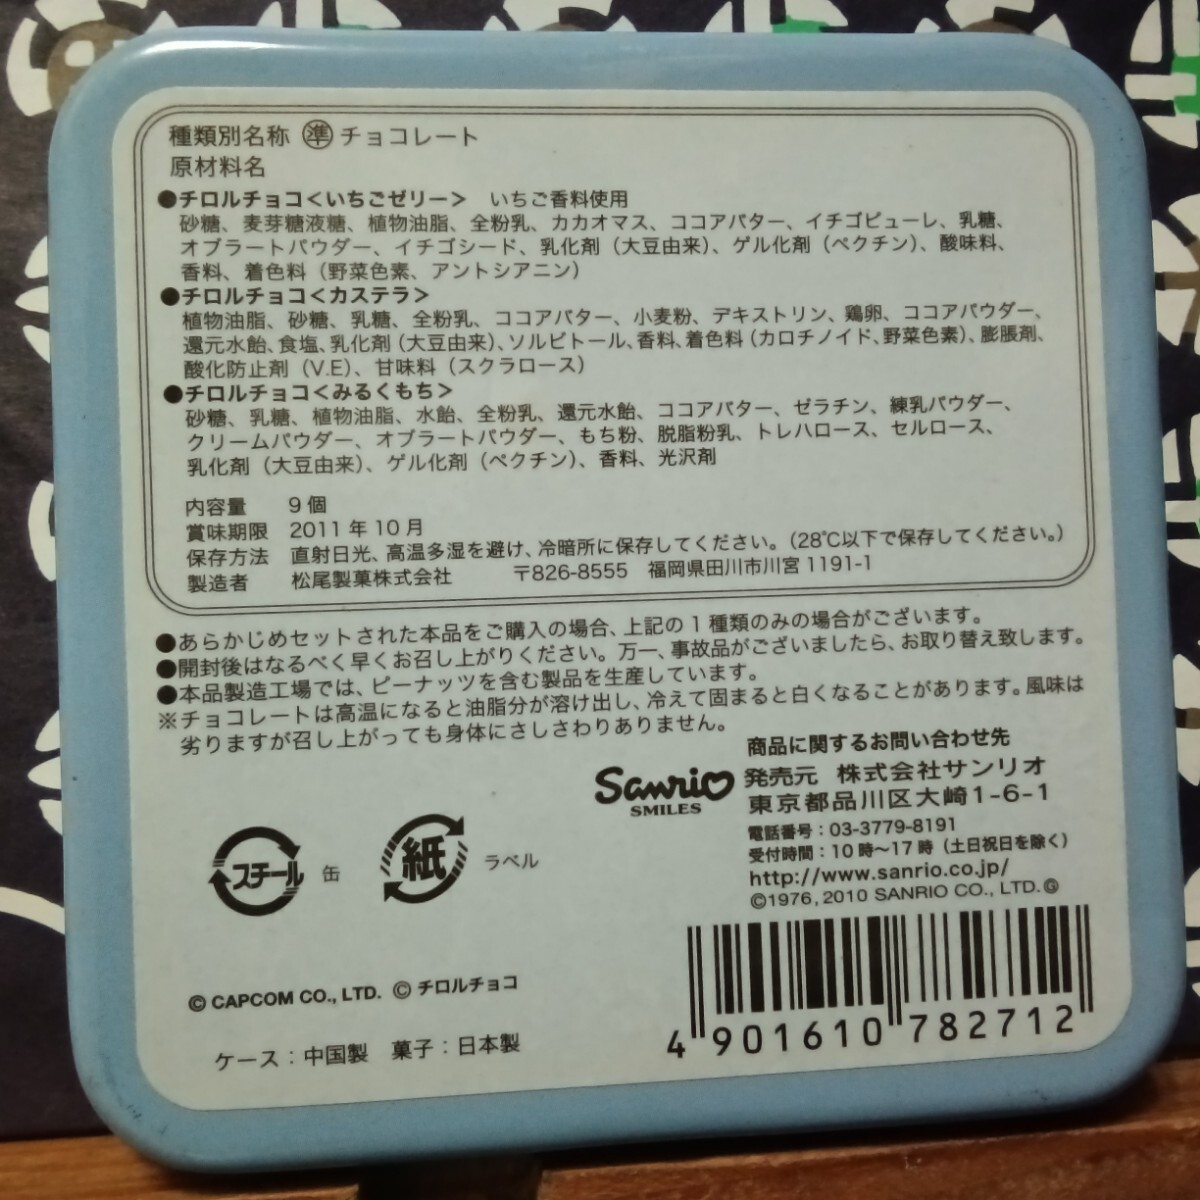 種類別名称 ㊜ チョコレート
原材料名
●チロルチョコ<いちごゼリー> いちご香料使用
砂糖、麦芽糖液糖、植物油脂、全粉乳、カカオマス、ココアバター、イチゴピューレ、乳糖、
オブラートパウダー、イチゴシード、乳化剤（大豆由来）、ゲル化剤（ペクチン）、酸味料、
香料、着色料（野菜色素、アントシアニン）
●チロルチョコ<カステラ>
植物油脂、砂糖、乳糖、全粉乳、ココアバター、小麦粉、デキストリン、鶏卵、ココアパウダー、
還元水飴、食塩、乳化剤（大豆由来）、ソルビトール、香料、着色料（カロチノイド、野菜色素）、膨脹剤、
酸化防止剤（V.E）、甘味料（スクラロース）
●チロルチョコ<みるくもち>
砂糖、乳糖、植物油脂、水飴、全粉乳、還元水飴、ココアバター、ゼラチン、練乳パウダー、
クリームパウダー、オブラートパウダー、もち粉、脱脂粉乳、トレハロース、セルロース、
乳化剤（大豆由来）、ゲル化剤（ペクチン）、香料、光沢剤
内容量 9個
賞味期限 2011年10月
保存方法 直射日光、高温多湿を避け、冷暗所に保存してください。（28℃以下で保存してください。）
製造者 松尾製菓株式会社 〒826-8555 福岡県田川市川宮1191-1
●あらかじめセットされた本品をご購入の場合、上記の1種類のみの場合がございます。
●開封後はなるべく早くお召し上がりください。万一、事故品がございましたら、お取り替え致します。
●本品製造工場では、ピーナッツを含む製品を生産しています。
※チョコレートは高温になると油脂分が溶け出し、冷えて固まると白くなることがあります。風味は
劣りますが召し上がっても身体にさしさわりありません。
商品に関するお問い合わせ先
Sanrio
SMILES
発売元 株式会社サンリオ
東京都品川区大崎1-6-1
電話番号：03-3779-8191
受付時間：10時〜17時（土日祝日を除く）
http://www.sanrio.co.jp/
©1976, 2010 SANRIO CO., LTD. Ⓖ
スチール 缶
紙 ラベル
© CAPCOM CO., LTD. © チロルチョコ
ケース：中国製 菓子：日本製
4 901610 782712